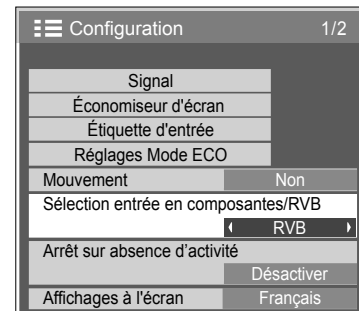 Configuration 1/2
Signal
Économiseur d'écran
Étiquette d'entrée
Réglages Mode ECO
Mouvement Non
Sélection entrée en composantes/RVB
RVB
Arrêt sur absence d’activité
Désactiver
Affichages à l'écran Français